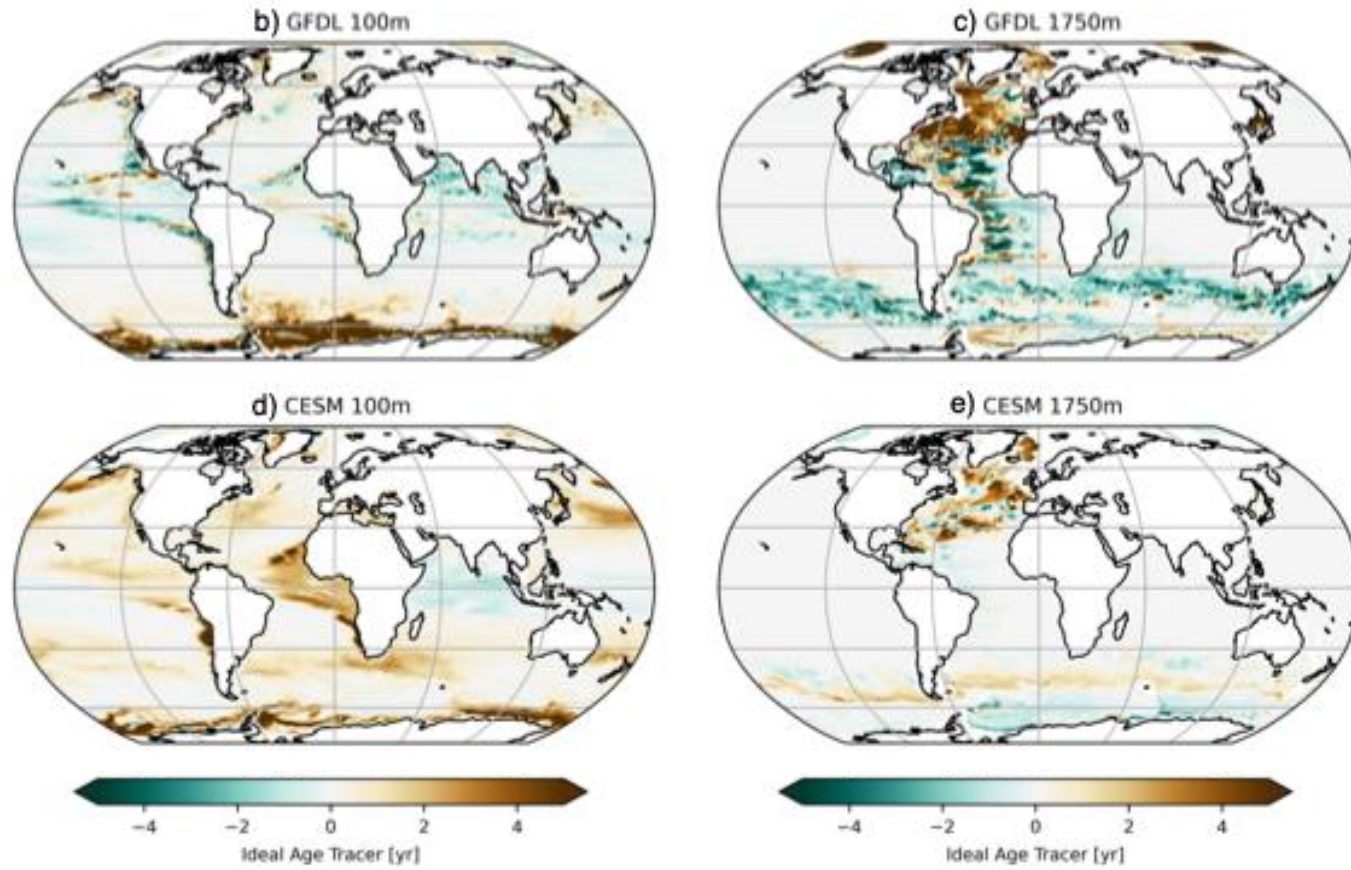 b) GFDL 100m
c) GFDL 1750m
d) CESM 100m
e) CESM 1750m
−4 −2 0 2 4
Ideal Age Tracer [yr]
−4 −2 0 2 4
Ideal Age Tracer [yr]